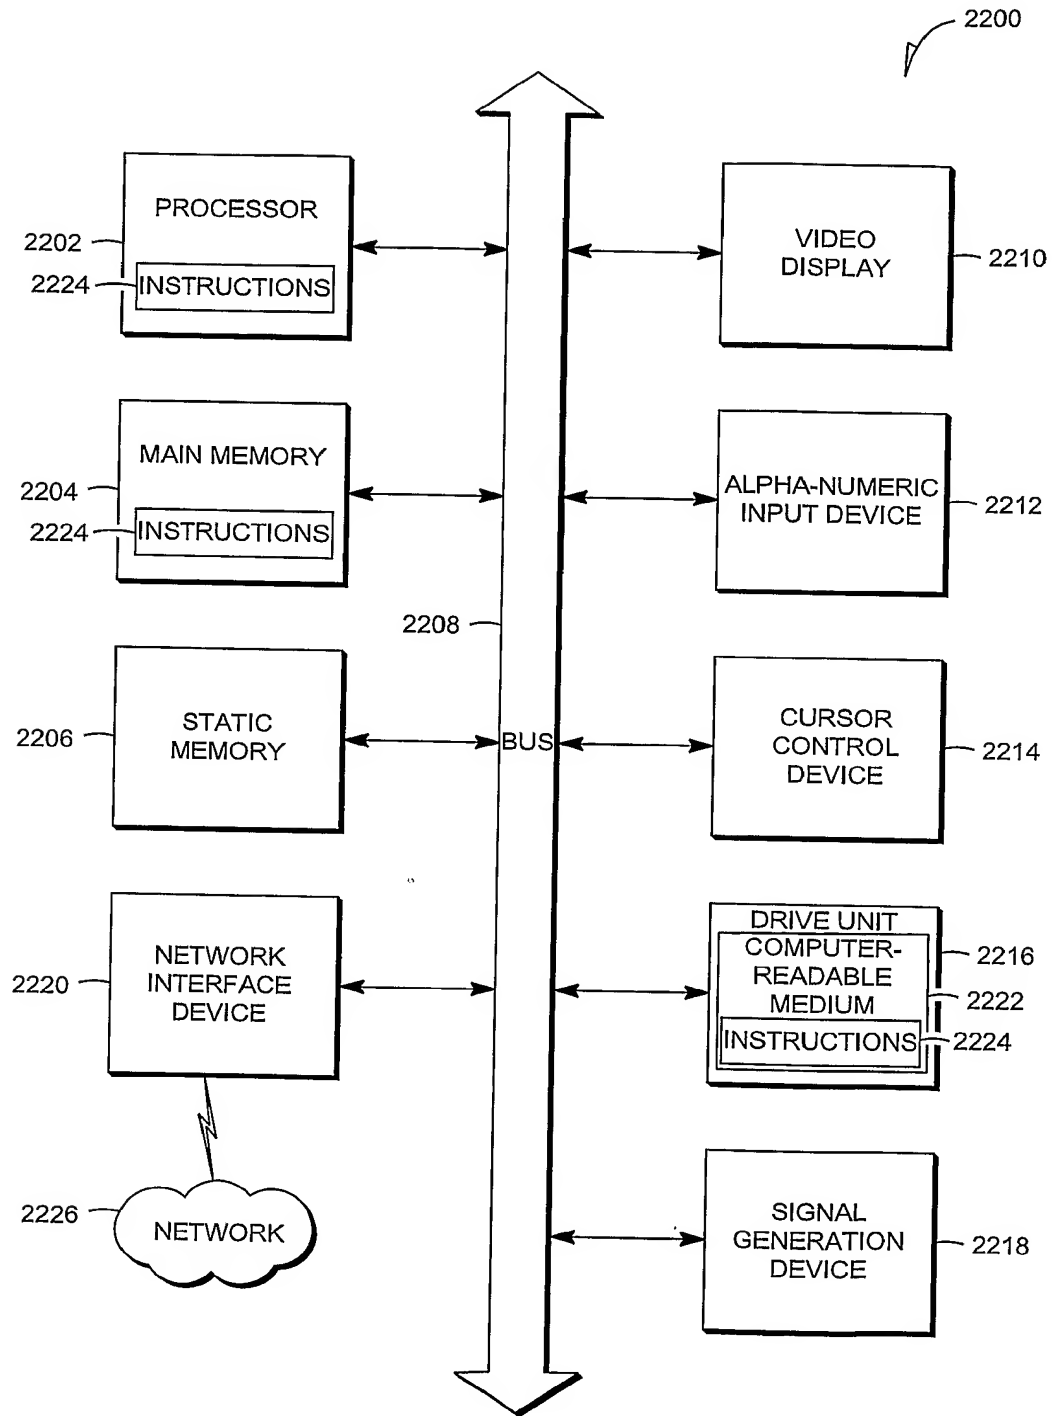 2200
PROCESSOR
2202
2224
INSTRUCTIONS
MAIN MEMORY
2204
2224
INSTRUCTIONS
2208
STATIC
MEMORY
2206
BUS
NETWORK
INTERFACE
DEVICE
2220
2226
NETWORK
VIDEO
DISPLAY
2210
ALPHA-NUMERIC
INPUT DEVICE
2212
CURSOR
CONTROL
DEVICE
2214
DRIVE UNIT
2216
COMPUTER-
READABLE
MEDIUM
2222
INSTRUCTIONS
2224
SIGNAL
GENERATION
DEVICE
2218